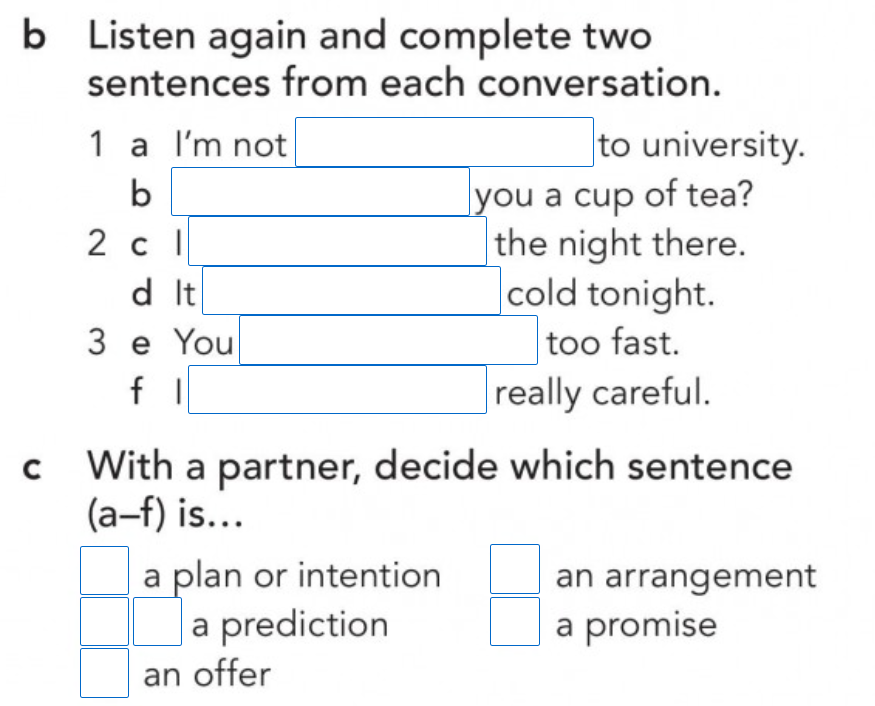 b Listen again and complete two
sentences from each conversation.
1 a I'm not to university.
b you a cup of tea?
2 c I the night there.
d It cold tonight.
3 e You too fast.
f I really careful.
c With a partner, decide which sentence
(a–f) is…
a plan or intention an arrangement
a prediction a promise
an offer